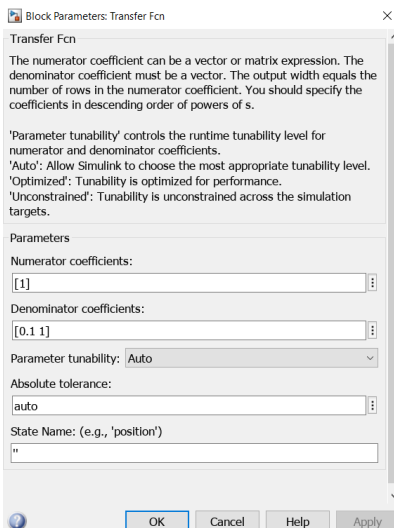 Block Parameters: Transfer Fcn
Transfer Fcn
The numerator coefficient can be a vector or matrix expression. The
denominator coefficient must be a vector. The output width equals the
number of rows in the numerator coefficient. You should specify the
coefficients in descending order of powers of s.
'Parameter tunability' controls the runtime tunability level for
numerator and denominator coefficients.
'Auto': Allow Simulink to choose the most appropriate tunability level.
'Optimized': Tunability is optimized for performance.
'Unconstrained': Tunability is unconstrained across the simulation
targets.
Parameters
Numerator coefficients:
[1]
Denominator coefficients:
[0.1 1]
Parameter tunability: Auto
Absolute tolerance:
auto
State Name: (e.g., 'position')
''
OK Cancel Help Apply